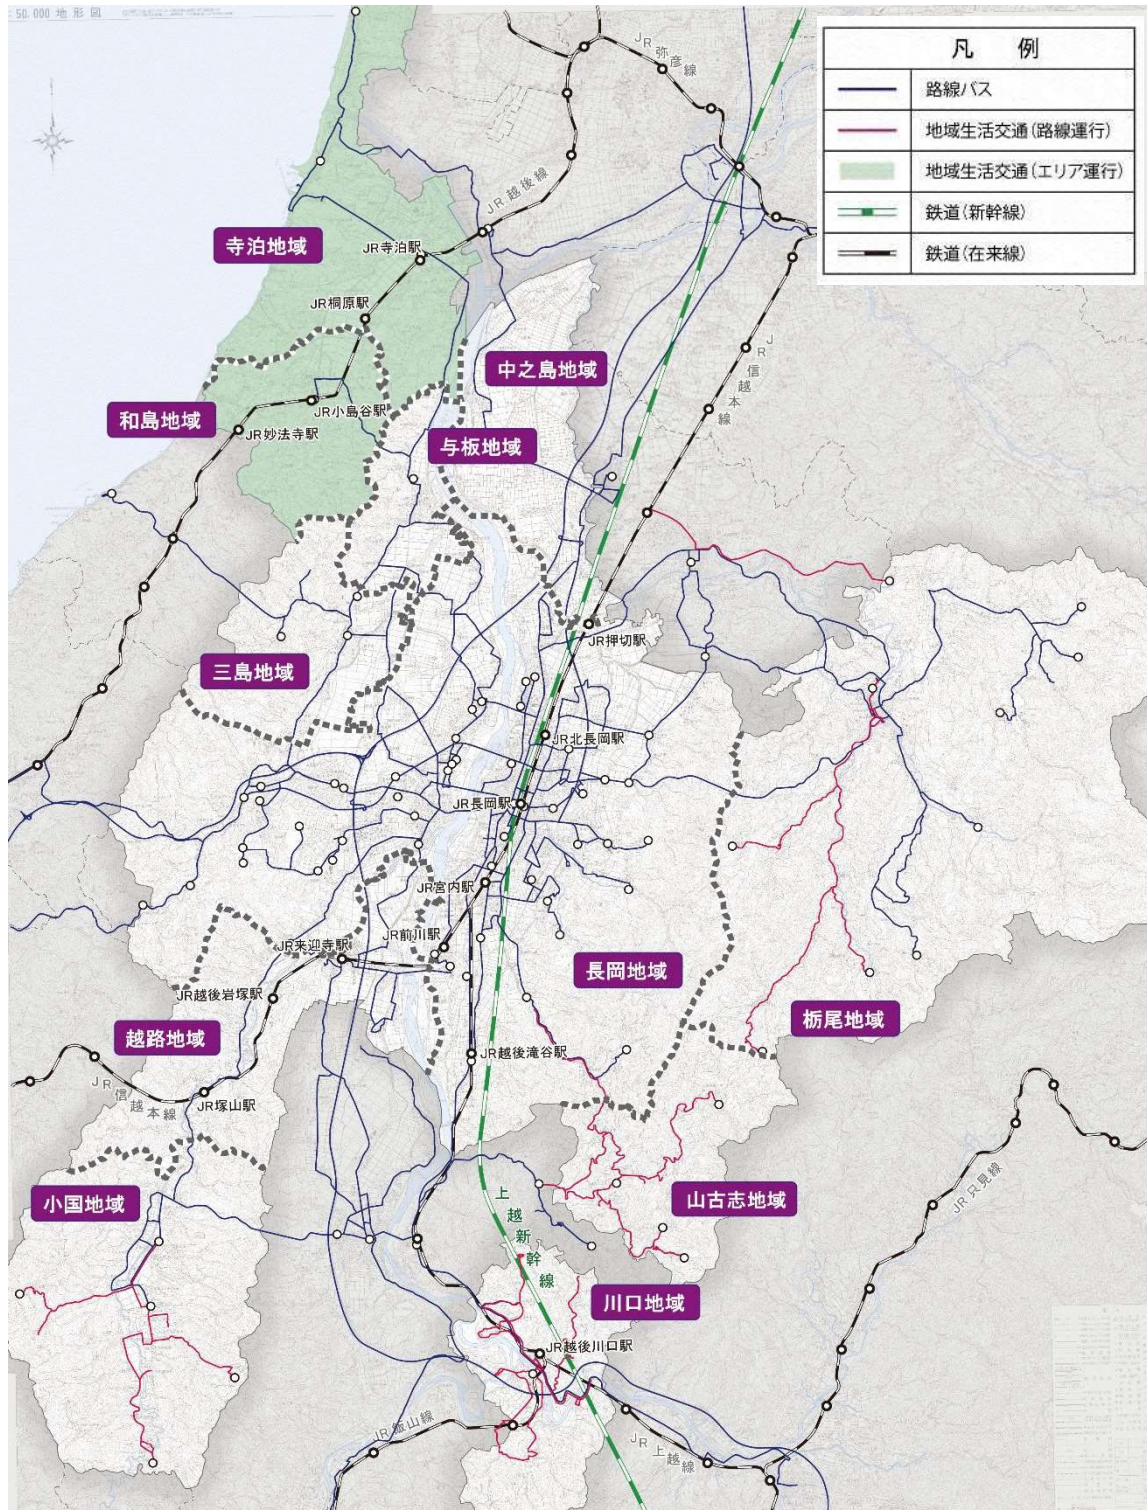 50,000 地形図
凡 例
路線バス
地域生活交通(路線運行)
地域生活交通(エリア運行)
鉄道(新幹線)
鉄道(在来線)
JR弥彦線
JR越後線
寺泊地域
JR寺泊駅
JR桐原駅
中之島地域
JR信越本線
和島地域
JR小島谷駅
JR妙法寺駅
与板地域
JR押切駅
三島地域
JR北長岡駅
JR長岡駅
JR宮内駅
JR前川駅
JR来迎寺駅
長岡地域
JR越後岩塚駅
栃尾地域
越路地域
JR越後滝谷駅
JR信越本線
JR塚山駅
小国地域
上越新幹線
山古志地域
JR只見線
川口地域
JR越後川口駅
JR飯山線
JR上越線